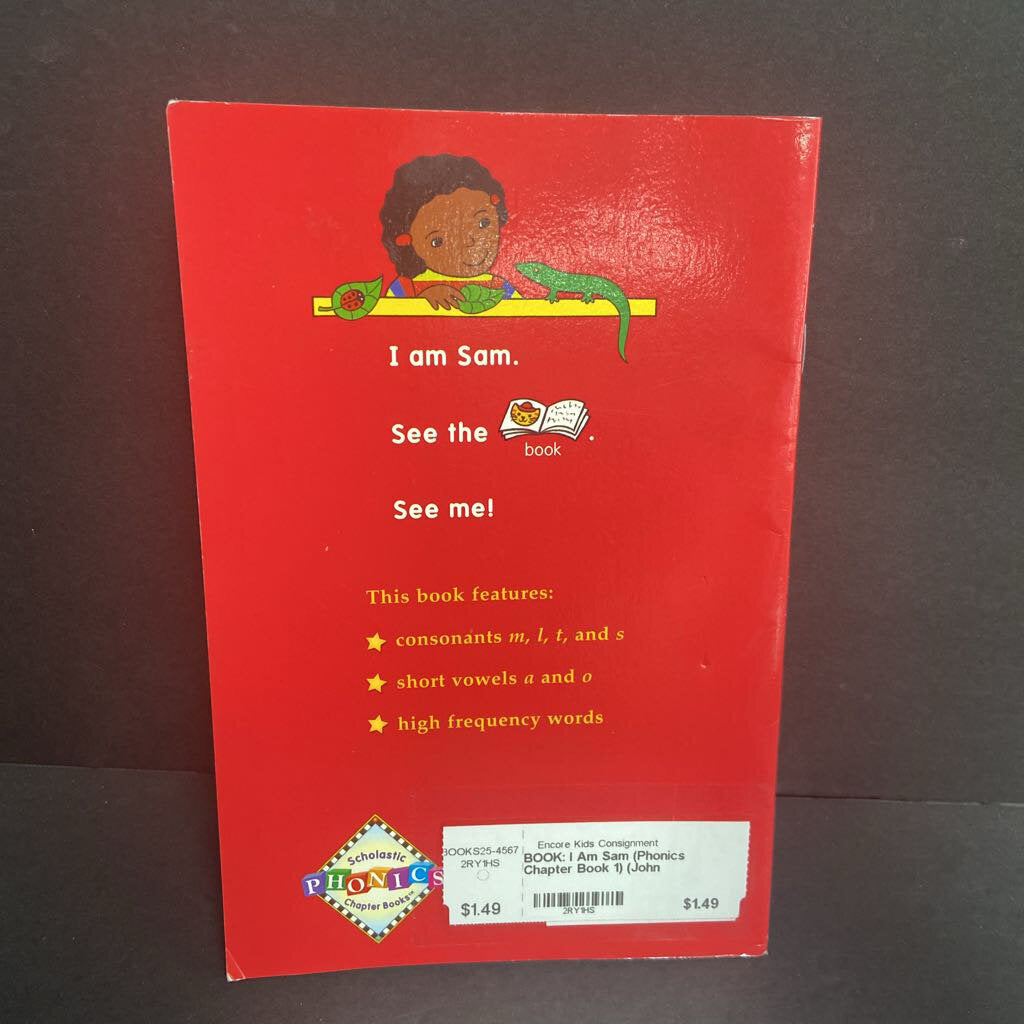 I am Sam.
See the
book
.
See me!
This book features:
consonants m, l, t, and s
short vowels a and o
high frequency words
Scholastic
PHONICS
Chapter Books™
BOOKS25-4567
2RY1HS
$1.49
Encore Kids Consignment
BOOK: I Am Sam (Phonics
Chapter Book 1) (John
2RY1HS
$1.49